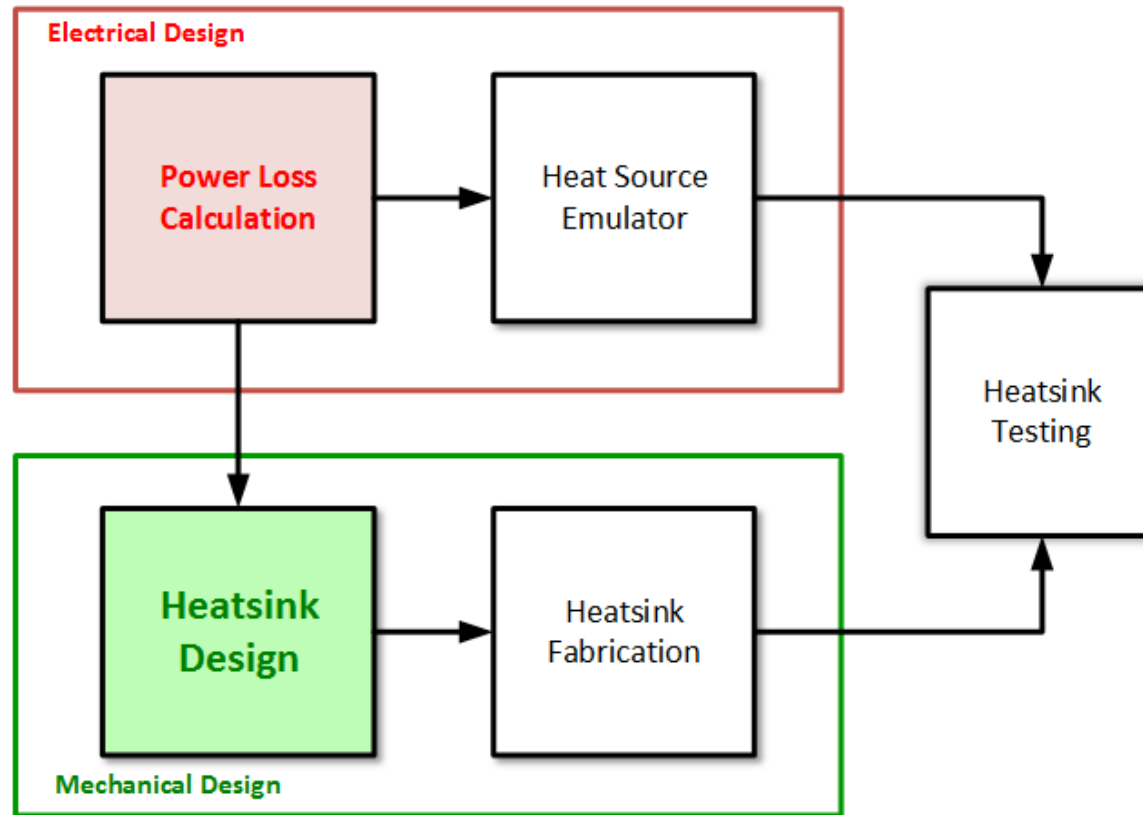 Electrical Design
Power Loss
Calculation
Heat Source
Emulator
Heatsink
Testing
Heatsink
Design
Heatsink
Fabrication
Mechanical Design